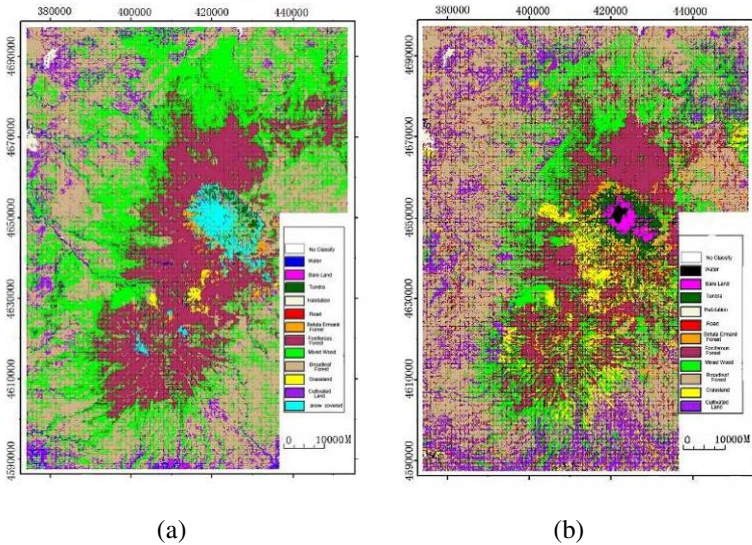 380000 400000 420000 440000
4690000
4670000
4650000
4630000
4610000
4590000
No Classify
Water
Bare Land
Tundra
Habitation
Road
Betula Ermanii
Forest
Coniferous
Forest
Mixed Wood
Broadleaf
Forest
Grassland
Cultivated
Land
snow covered
0 10000M
(a)
380000 400000 420000 440000
4690000
4670000
4650000
4630000
4610000
4590000
No Classify
Water
Bare Land
Tundra
Habitation
Road
Betula Ermanii
Forest
Coniferous
Forest
Mixed Wood
Broadleaf
Forest
Grassland
Cultivated
Land
0 10000M
(b)